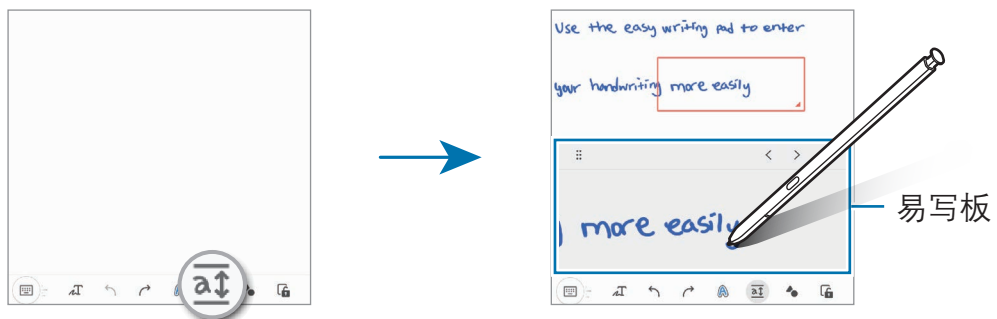 Use the easy writing pad to enter
your handwriting more easily
more easily
易写板